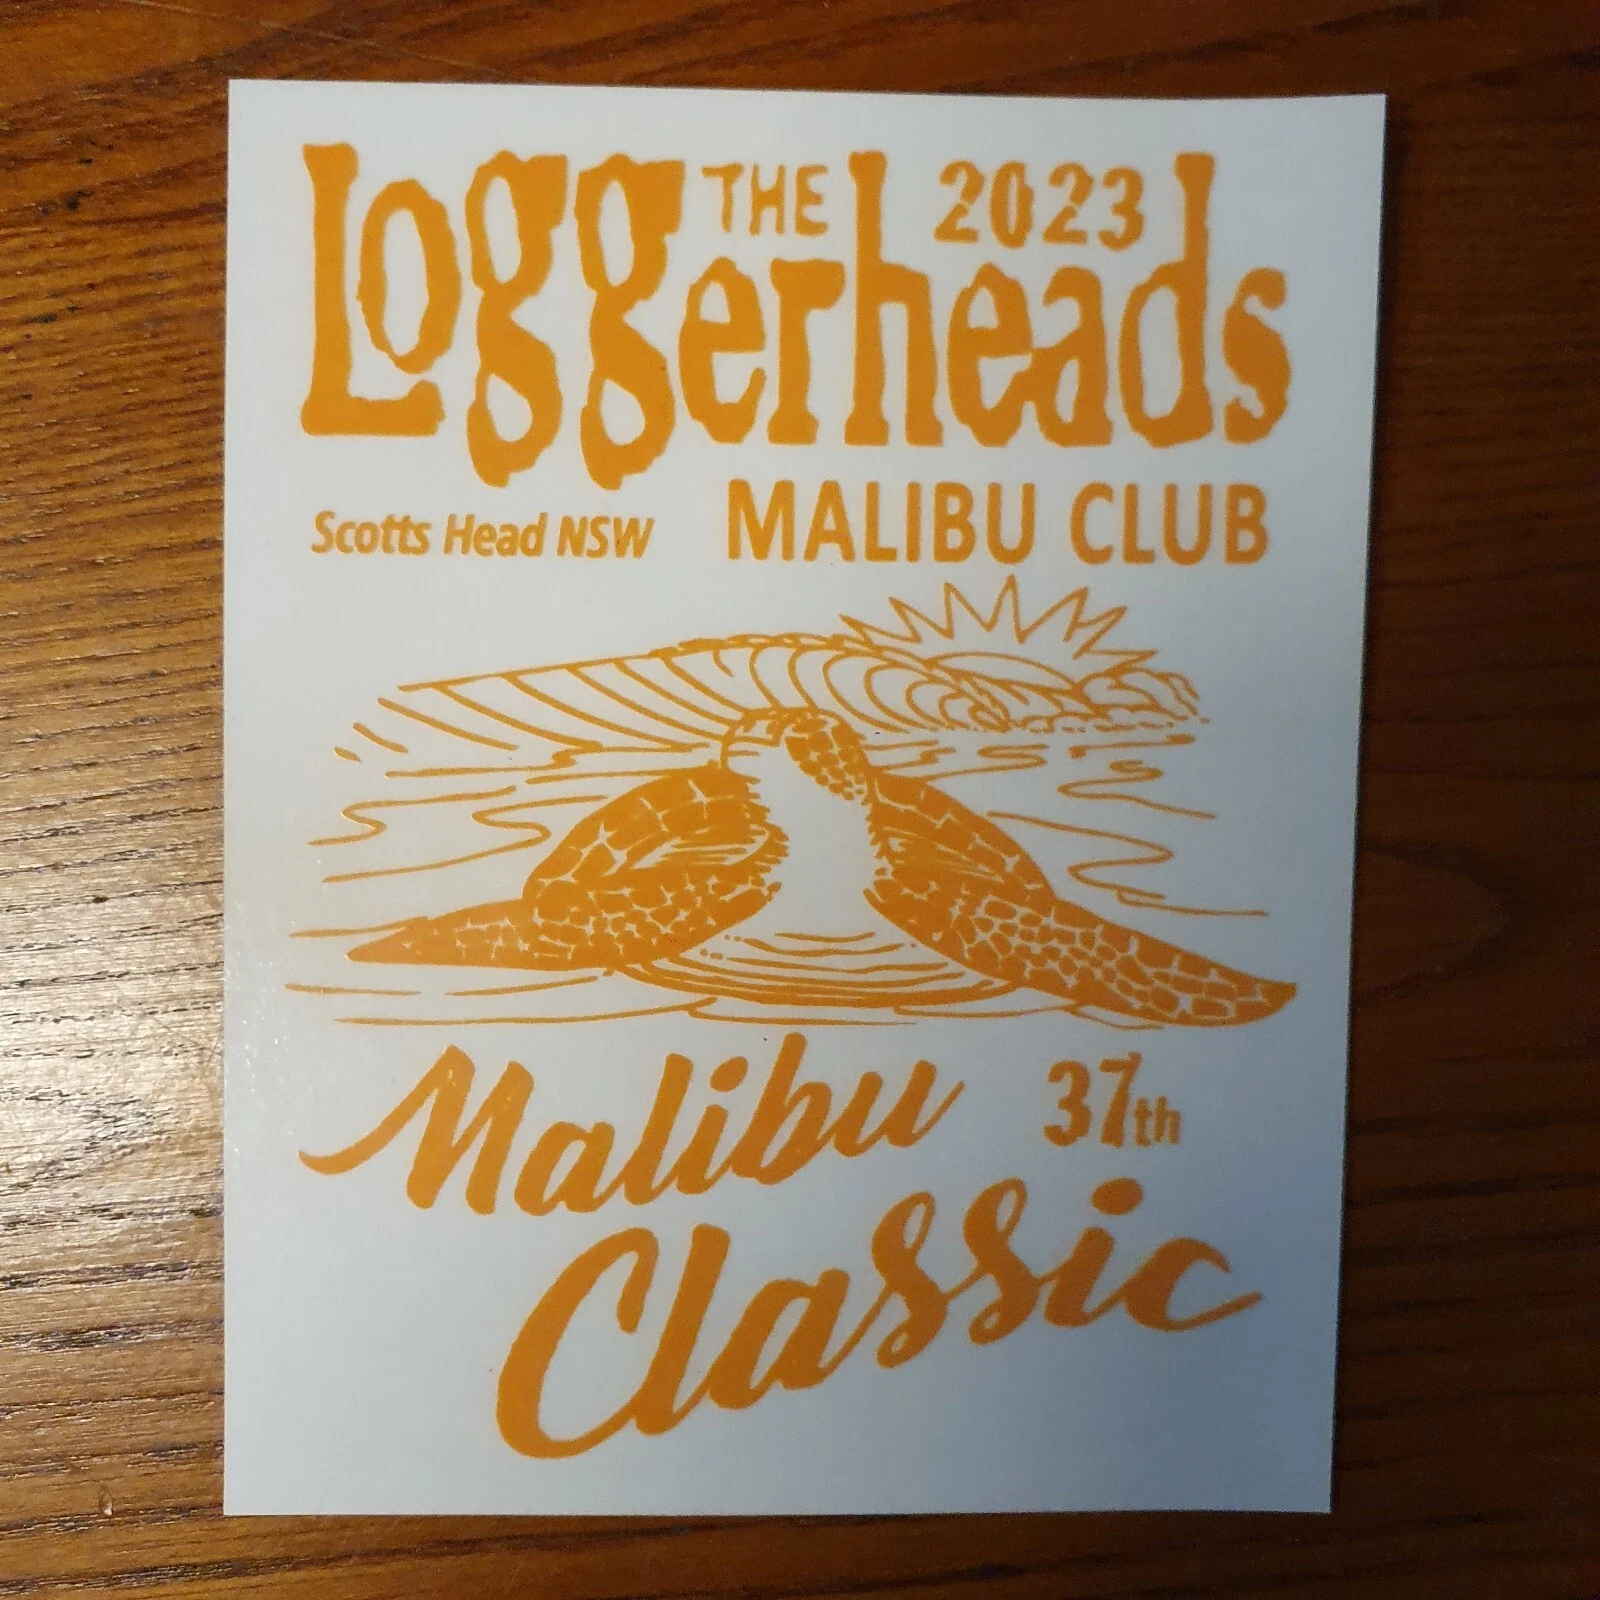 THE 2023
Loggerheads
Scotts Head NSW MALIBU CLUB
Malibu 37th
Classic